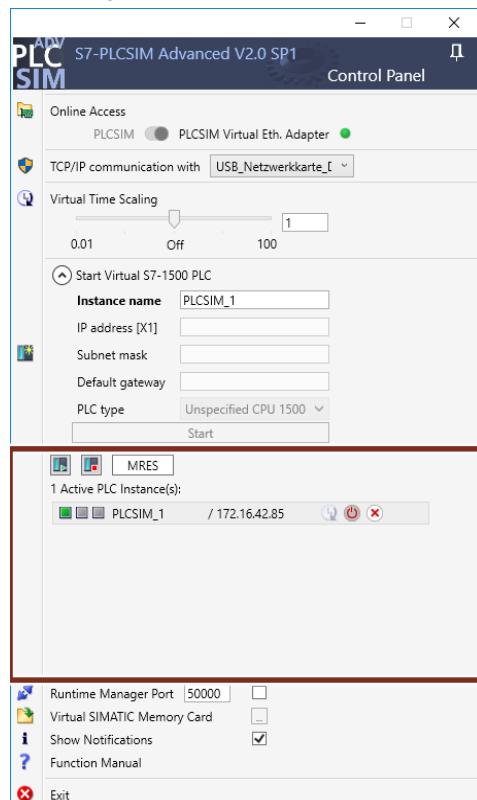 PLC ADV
SIM
S7-PLCSIM Advanced V2.0 SP1
Control Panel
Online Access
PLCSIM PLCSIM Virtual Eth. Adapter
TCP/IP communication with USB_Netzwerkkarte_D
Virtual Time Scaling
1
0.01 Off 100
Start Virtual S7-1500 PLC
Instance name PLCSIM_1
IP address [X1]
Subnet mask
Default gateway
PLC type Unspecified CPU 1500
Start
MRES
1 Active PLC Instance(s):
PLCSIM_1 / 172.16.42.85
Runtime Manager Port 50000
Virtual SIMATIC Memory Card ...
Show Notifications
Function Manual
Exit